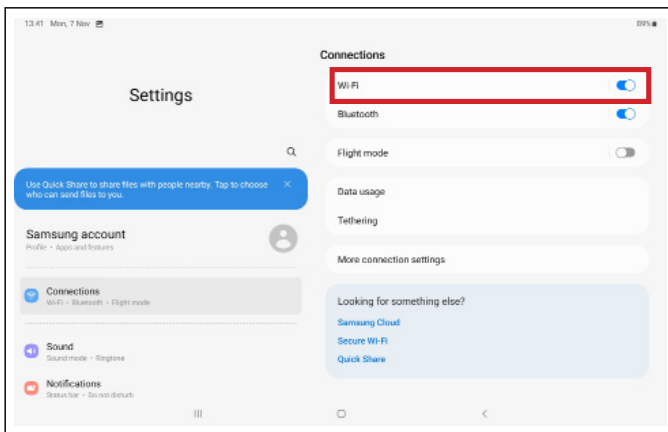 13:41 Mon, 7 Nov
89%
Settings
Use Quick Share to share files with people nearby. Tap to choose
who can send files to you.
Samsung account
Profile • Apps and features
Connections
Wi-Fi • Bluetooth • Flight mode
Sound
Sound mode • Ringtone
Notifications
Status bar • Do not disturb
Connections
Wi-Fi
Bluetooth
Flight mode
Data usage
Tethering
More connection settings
Looking for something else?
Samsung Cloud
Secure Wi-Fi
Quick Share